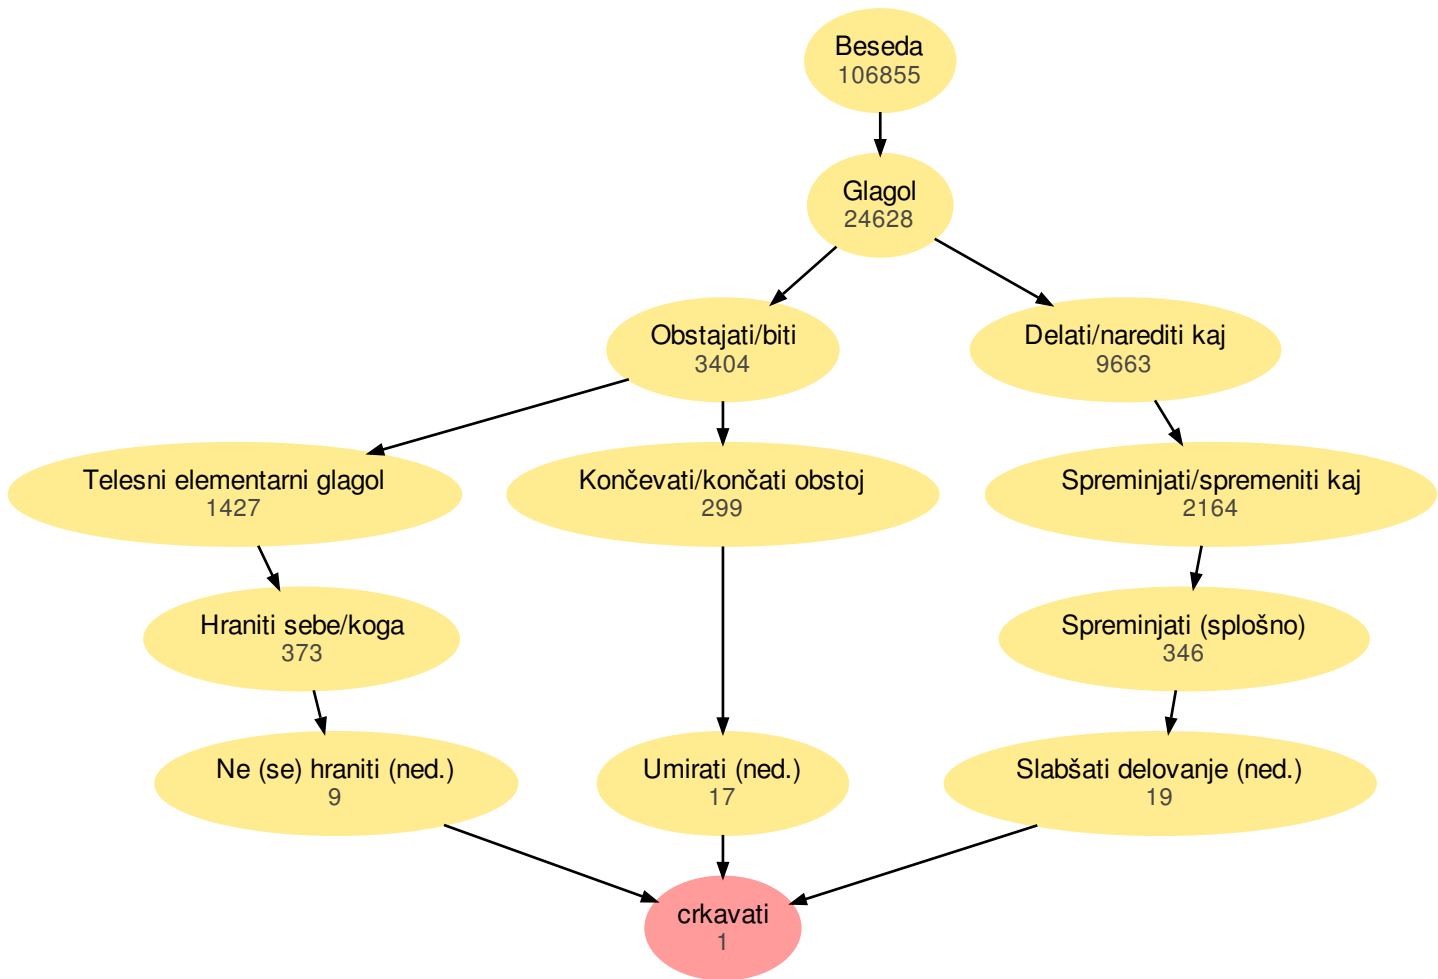 Beseda
106855
Glagol
24628
Obstajati/biti
3404
Delati/narediti kaj
9663
Telesni elementarni glagol
1427
Končevati/končati obstoj
299
Spreminjati/spremeniti kaj
2164
Hraniti sebe/koga
373
Spreminjati (splošno)
346
Ne (se) hraniti (ned.)
9
Umirati (ned.)
17
Slabšati delovanje (ned.)
19
crkavati
1